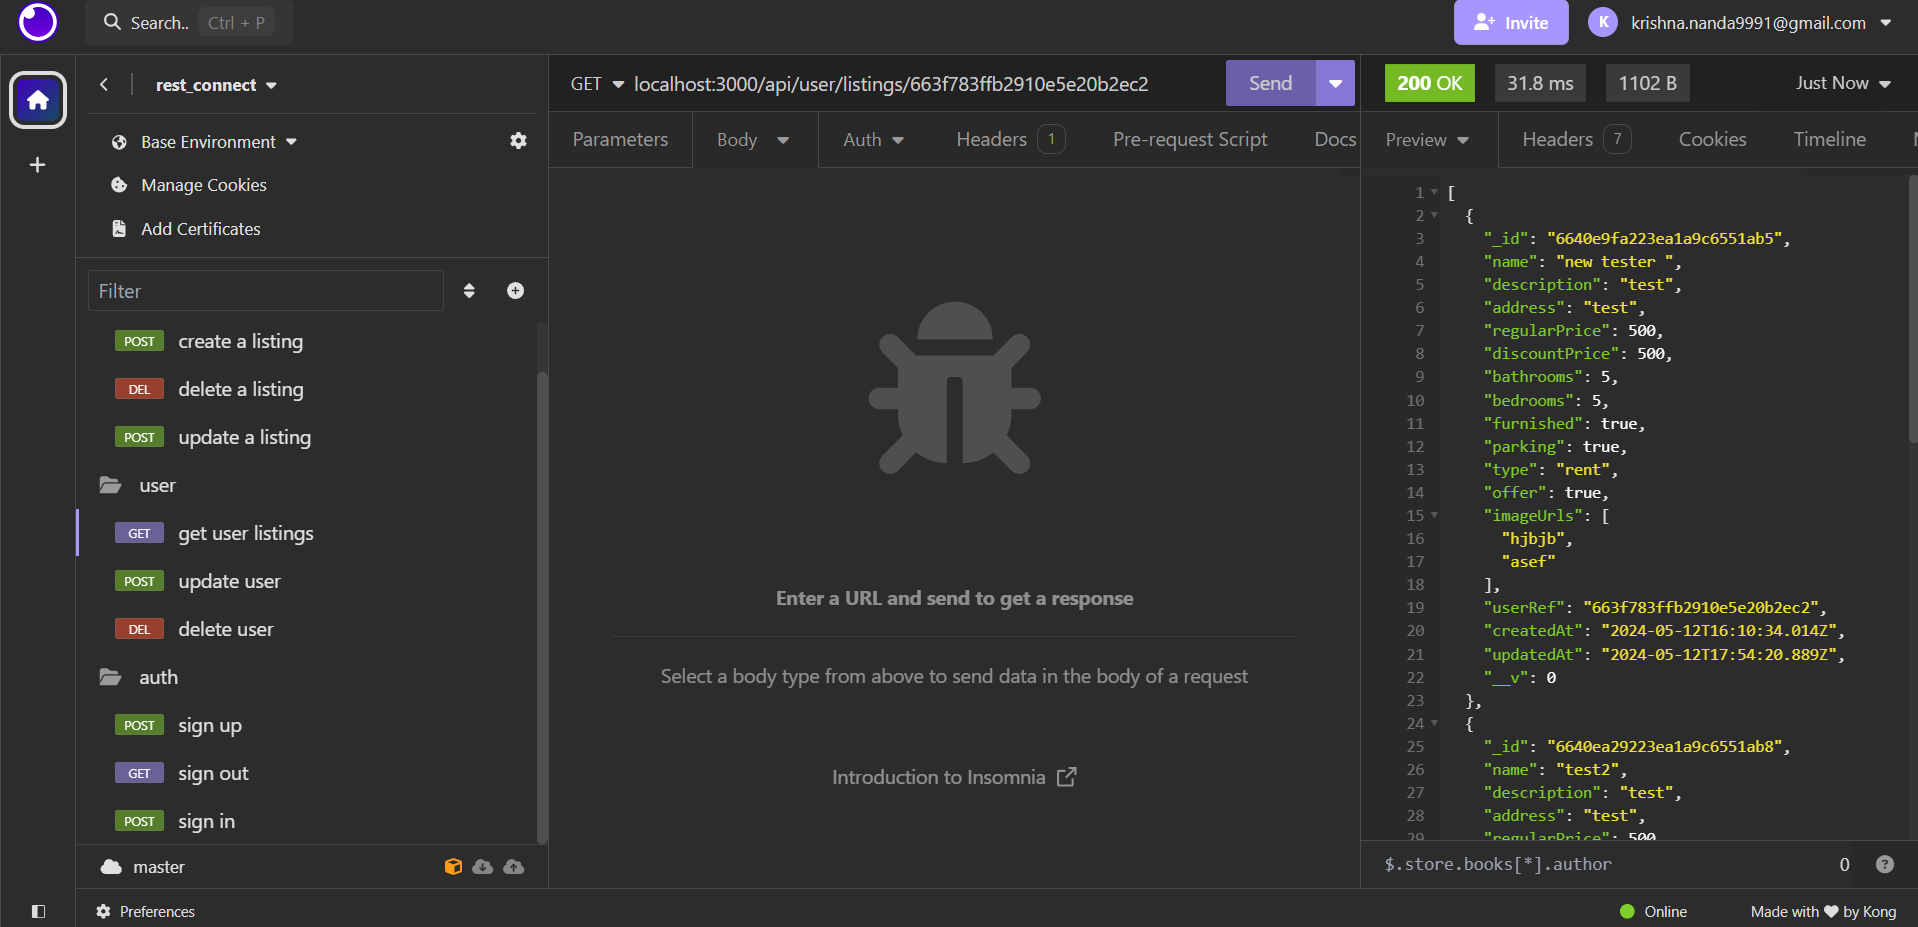 Search.. Ctrl + P
Invite
K krishna.nanda9991@gmail.com
rest_connect
Base Environment
Manage Cookies
Add Certificates
Filter
POST create a listing
DEL delete a listing
POST update a listing
user
GET get user listings
POST update user
DEL delete user
auth
POST sign up
GET sign out
POST sign in
master
Preferences
GET localhost:3000/api/user/listings/663f783ffb2910e5e20b2ec2 Send
Parameters Body Auth Headers 1 Pre-request Script Docs
Enter a URL and send to get a response
Select a body type from above to send data in the body of a request
Introduction to Insomnia
200 OK 31.8 ms 1102 B Just Now
Preview Headers 7 Cookies Timeline
1 [
2 {
3 "_id": "6640e9fa223ea1a9c6551ab5",
4 "name": "new tester ",
5 "description": "test",
6 "address": "test",
7 "regularPrice": 500,
8 "discountPrice": 500,
9 "bathrooms": 5,
10 "bedrooms": 5,
11 "furnished": true,
12 "parking": true,
13 "type": "rent",
14 "offer": true,
15 "imageUrls": [
16 "hjbjb",
17 "asef"
18 ],
19 "userRef": "663f783ffb2910e5e20b2ec2",
20 "createdAt": "2024-05-12T16:10:34.014Z",
21 "updatedAt": "2024-05-12T17:54:20.889Z",
22 "__v": 0
23 },
24 {
25 "_id": "6640ea29223ea1a9c6551ab8",
26 "name": "test2",
27 "description": "test",
28 "address": "test",
29 "regularPrice": 500
$.store.books[*].author 0 ?
Online Made with by Kong